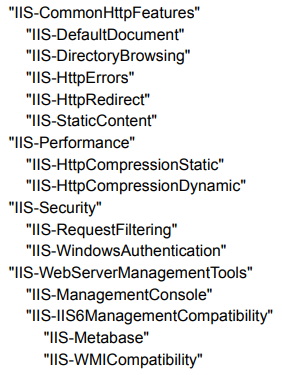 "IIS-CommonHttpFeatures"
"IIS-DefaultDocument"
"IIS-DirectoryBrowsing"
"IIS-HttpErrors"
"IIS-HttpRedirect"
"IIS-StaticContent"
"IIS-Performance"
"IIS-HttpCompressionStatic"
"IIS-HttpCompressionDynamic"
"IIS-Security"
"IIS-RequestFiltering"
"IIS-WindowsAuthentication"
"IIS-WebServerManagementTools"
"IIS-ManagementConsole"
"IIS-IIS6ManagementCompatibility"
"IIS-Metabase"
"IIS-WMICompatibility"